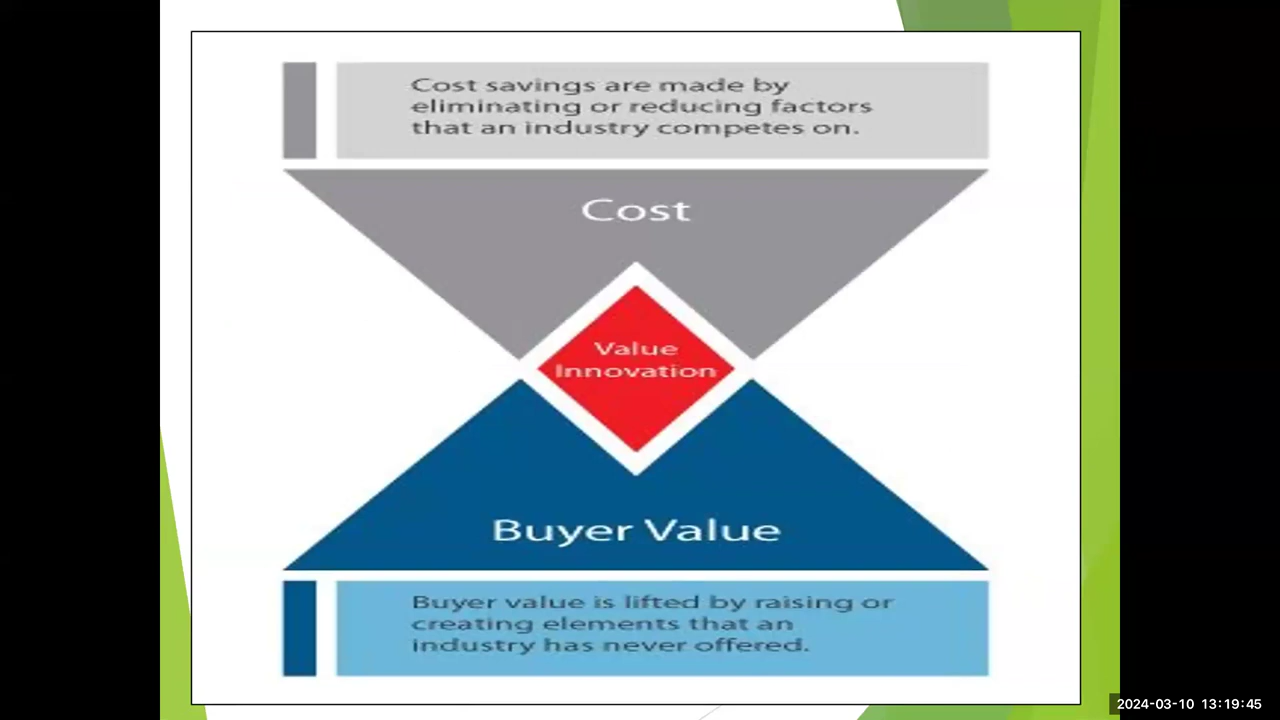 Cost savings are made by
eliminating or reducing factors
that an industry competes on.
Cost
Value
Innovation
Buyer Value
Buyer value is lifted by raising or
creating elements that an
industry has never offered.
2024-03-10 13:19:45